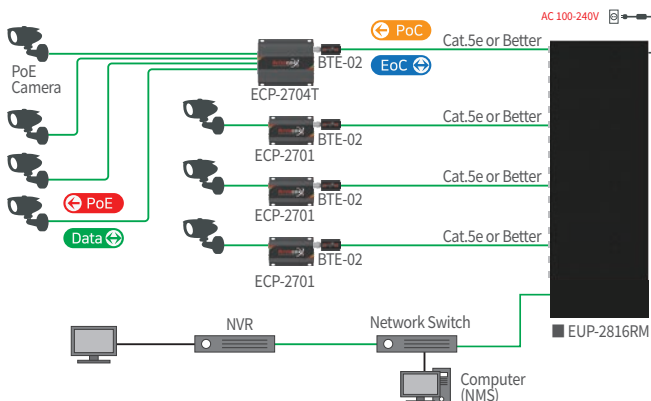 AC 100-240V
PoC
Cat.5e or Better
BTE-02
EoC
PoE
Camera
ECP-2704T
Cat.5e or Better
BTE-02
ECP-2701
Cat.5e or Better
BTE-02
ECP-2701
PoE
Data
Cat.5e or Better
BTE-02
ECP-2701
NVR
Network Switch
EUP-2816RM
Computer
(NMS)